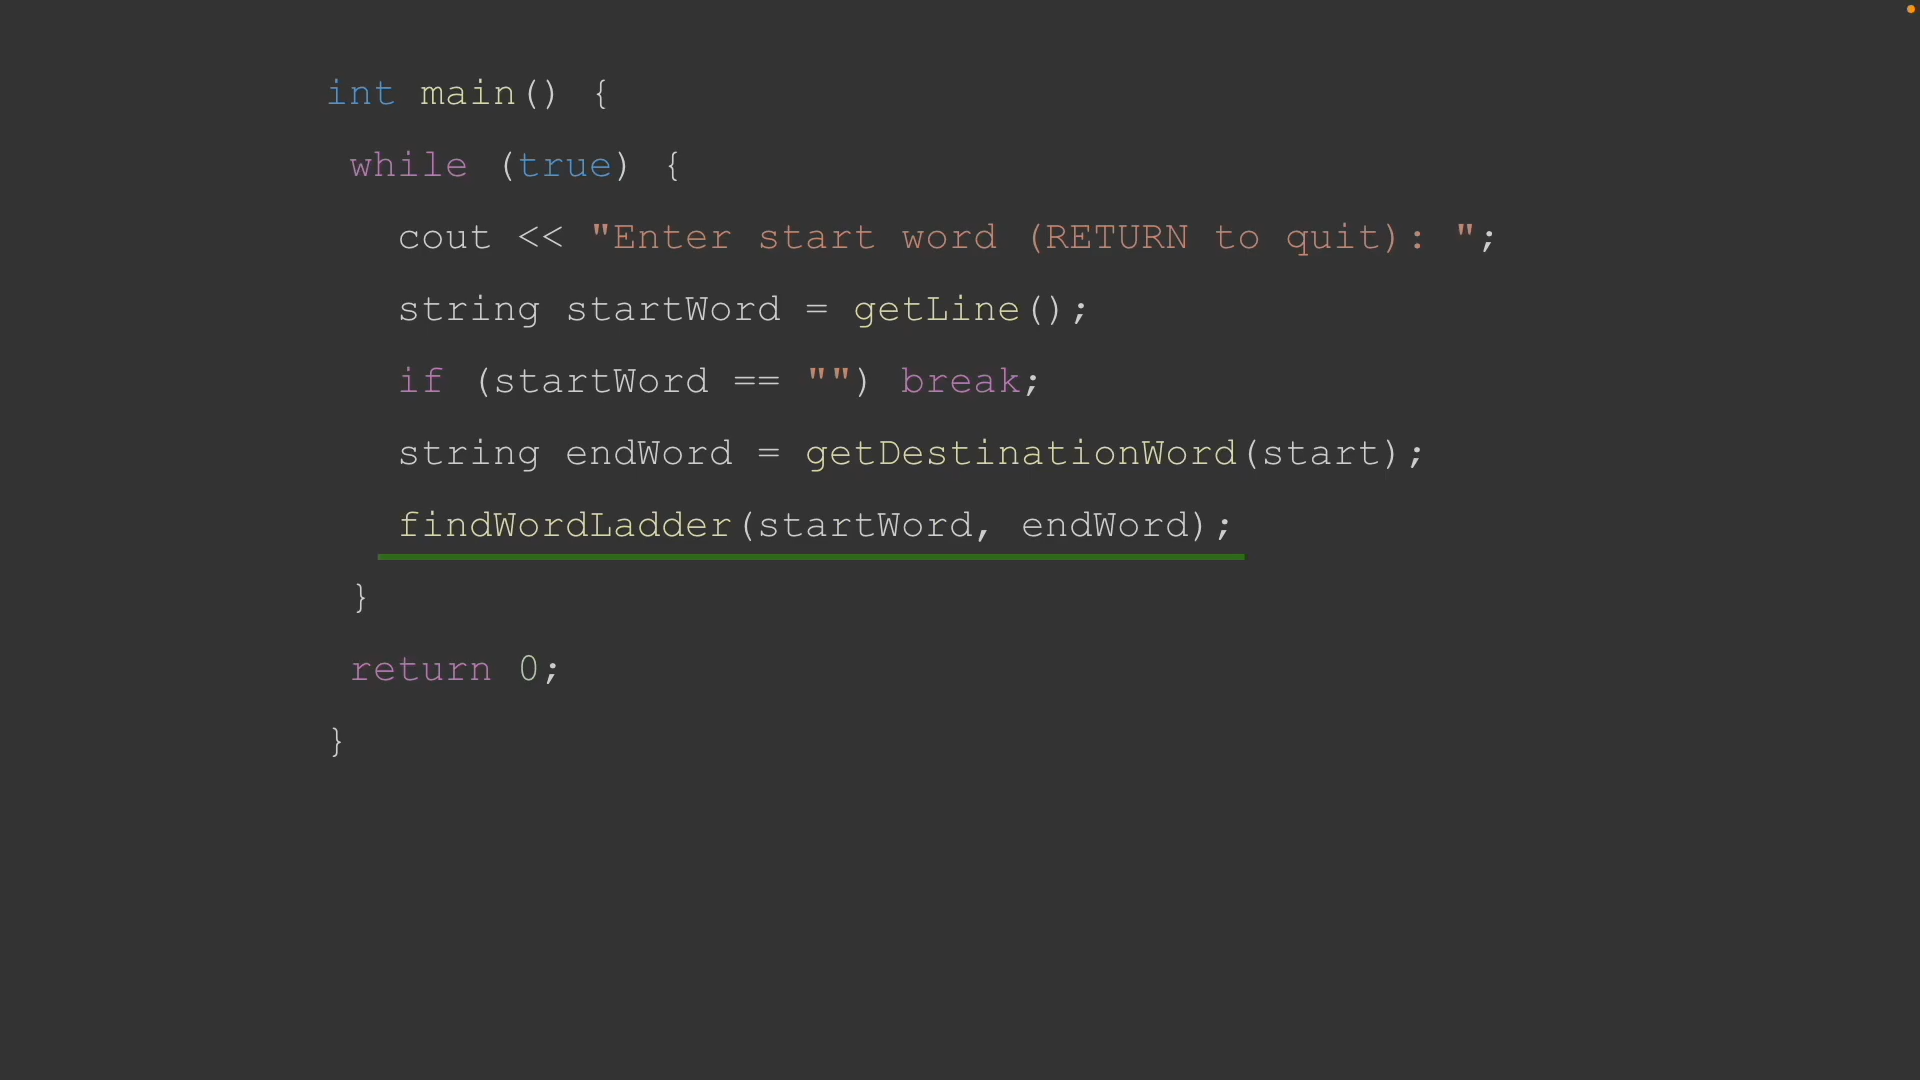 int main() {
while (true) {
cout << "Enter start word (RETURN to quit): ";
string startWord = getLine();
if (startWord == "") break;
string endWord = getDestinationWord(start);
findWordLadder(startWord, endWord);
}
return 0;
}